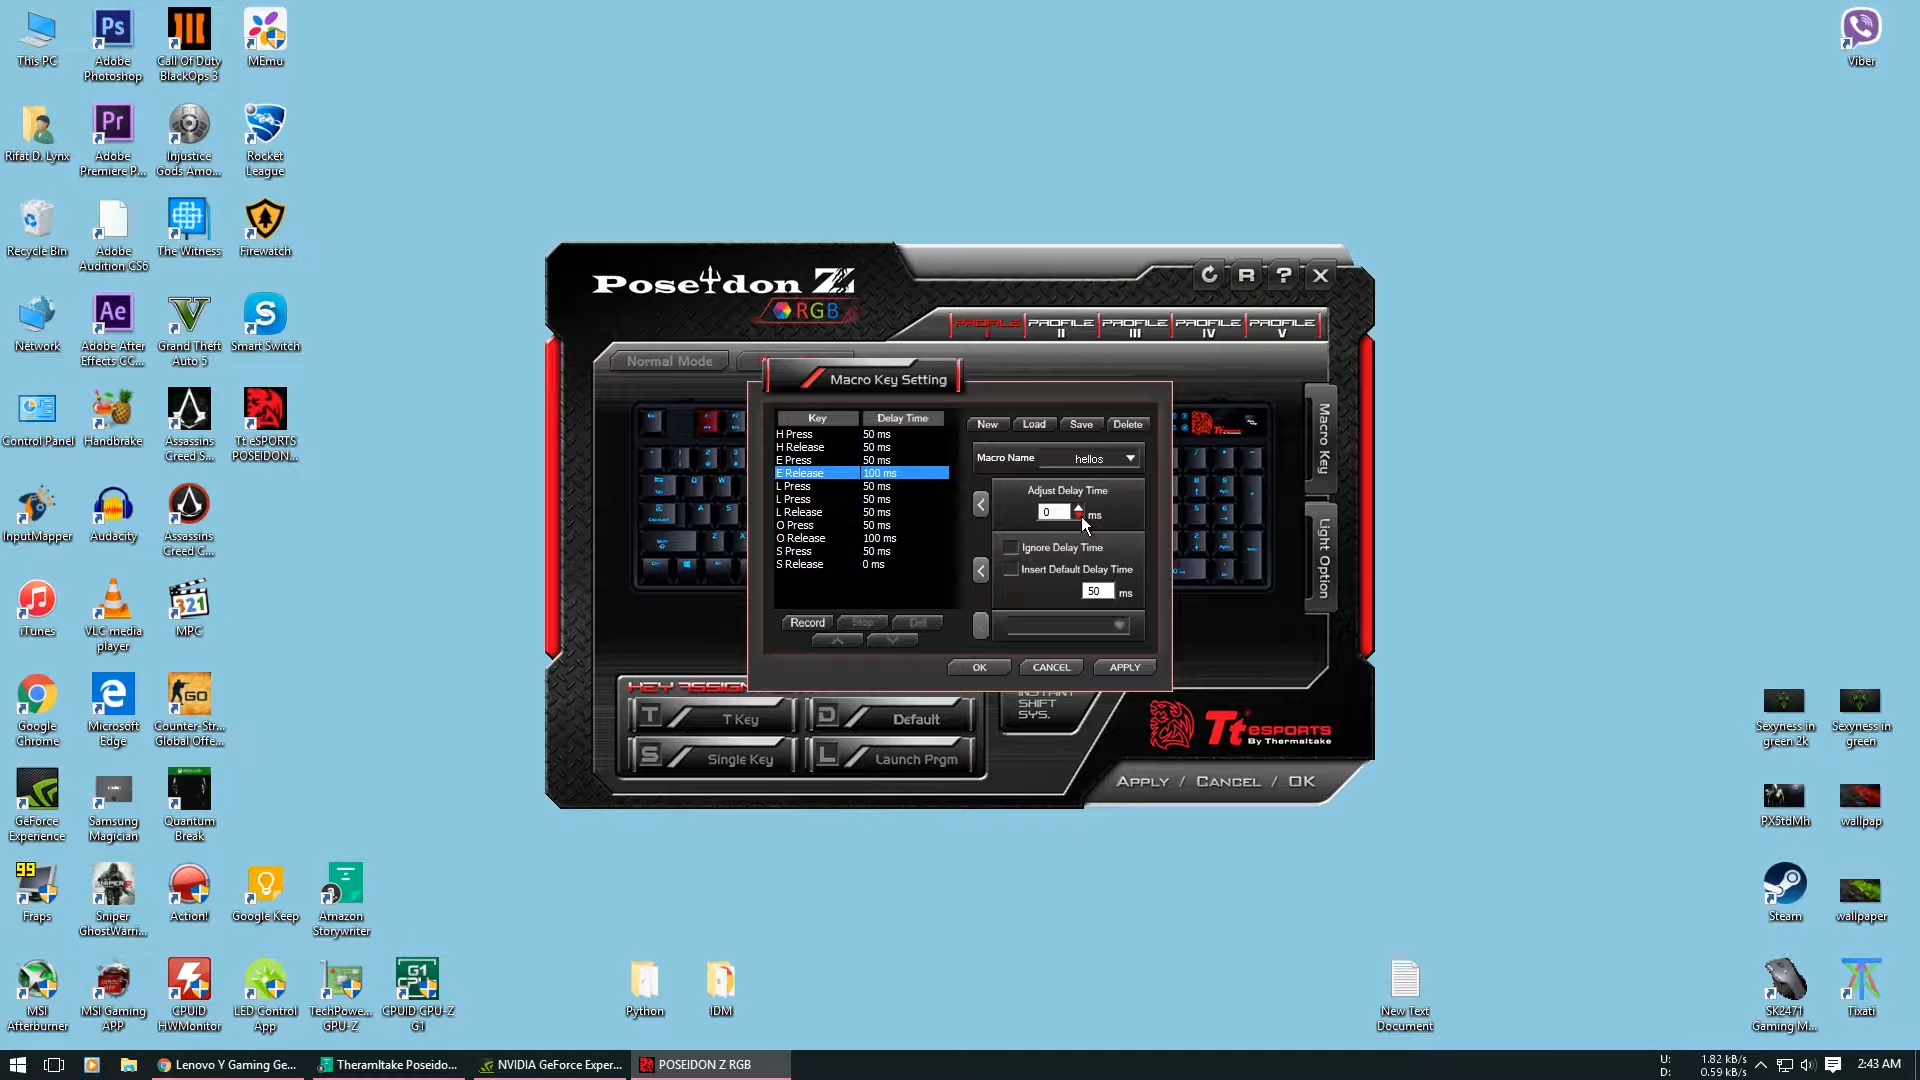 This PC
Adobe Photoshop
Call Of Duty BlackOps 3
MEmu
Viber
Rifat D. Lynx
Adobe Premiere P...
Injustice Gods Amo...
Rocket League
Recycle Bin
Adobe Audition CS6
The Witness
Firewatch
Network
Adobe After Effects CC...
Grand Theft Auto 5
Smart Switch
Control Panel
Handbrake
Assassins Creed S...
Tt eSPORTS POSEIDON...
InputMapper
Audacity
Assassins Creed C...
iTunes
VLC media player
MPC
Google Chrome
Microsoft Edge
Counter-Str... Global Offe...
GeForce Experience
Samsung Magician
Quantum Break
Fraps
Sniper GhostWarri...
Action!
Google Keep
Amazon Storywriter
MSI Afterburner
MSI Gaming APP
CPUID HWMonitor
LED Control App
TechPowe... GPU-Z
CPUID CPU-Z G1
Python
IDM
New Text Document
Sexyness in green 2k
Sexyness in green
PX5tdMh
wallpap
Steam
wallpaper
SK2471 Gaming M...
Tixati
Poseidon Z
RGB
R ? X
PROFILE I
PROFILE II
PROFILE III
PROFILE IV
PROFILE V
Normal Mode
Macro Key Setting
Key Delay Time
H Press 50 ms
H Release 50 ms
E Press 50 ms
E Release 100 ms
L Press 50 ms
L Press 50 ms
L Release 50 ms
O Press 50 ms
O Release 100 ms
S Press 50 ms
S Release 0 ms
Record Stop Del
New Load Save Delete
Macro Name hellos
Adjust Delay Time
0 ms
Ignore Delay Time
Insert Default Delay Time
50 ms
OK CANCEL APPLY
Macro Key
Light Option
KEY ASSIGN
T T Key
D Default
S Single Key
L Launch Prgm
INSTANT
SHIFT
SYS.
Tt eSPORTS
By Thermaltake
APPLY / CANCEL / OK
Lenovo Y Gaming Ge...
Theramltake Poseido...
NVIDIA GeForce Exper...
POSEIDON Z RGB
U: 1.82 kB/s
D: 0.59 kB/s
2:43 AM